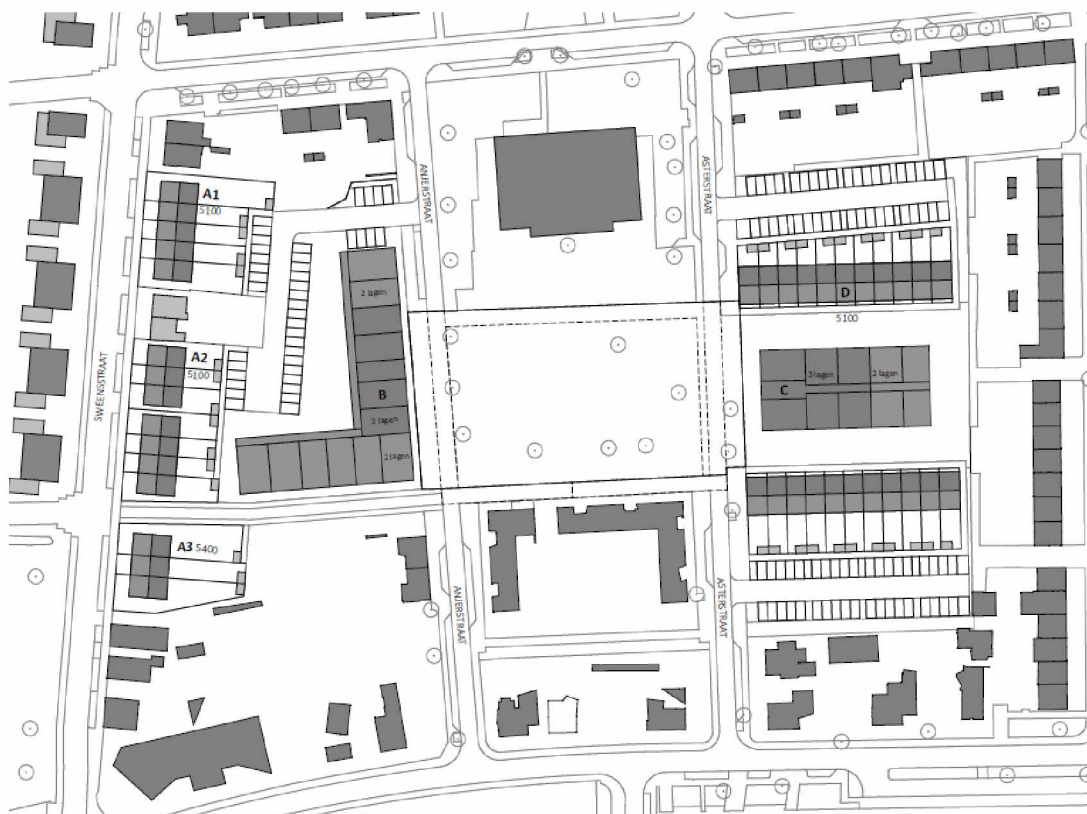 ANJERSTRAAT
ASTERSTRAAT
A1
5100
2 lagen
D
5100
SWEENSSTRAAT
A2
5100
B
3 lagen
2 lagen
C
3 lagen
2 lagen
A3 5400
ANJERSTRAAT
ASTERSTRAAT